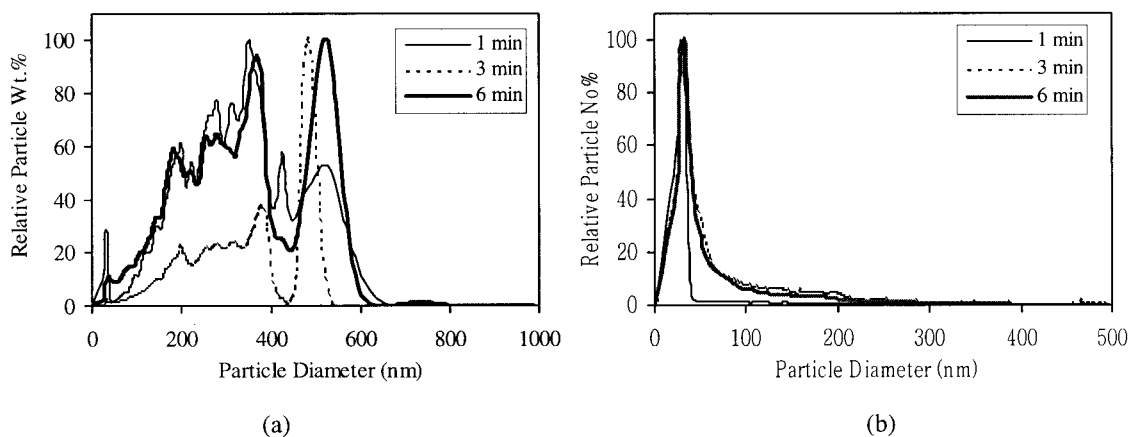 100
80
60
40
20
0
Relative Particle Wt.%
1 min
3 min
6 min
0 200 400 600 800 1000
Particle Diameter (nm)
(a)
100
80
60
40
20
0
Relative Particle No%
1 min
3 min
6 min
0 100 200 300 400 500
Particle Diameter (nm)
(b)